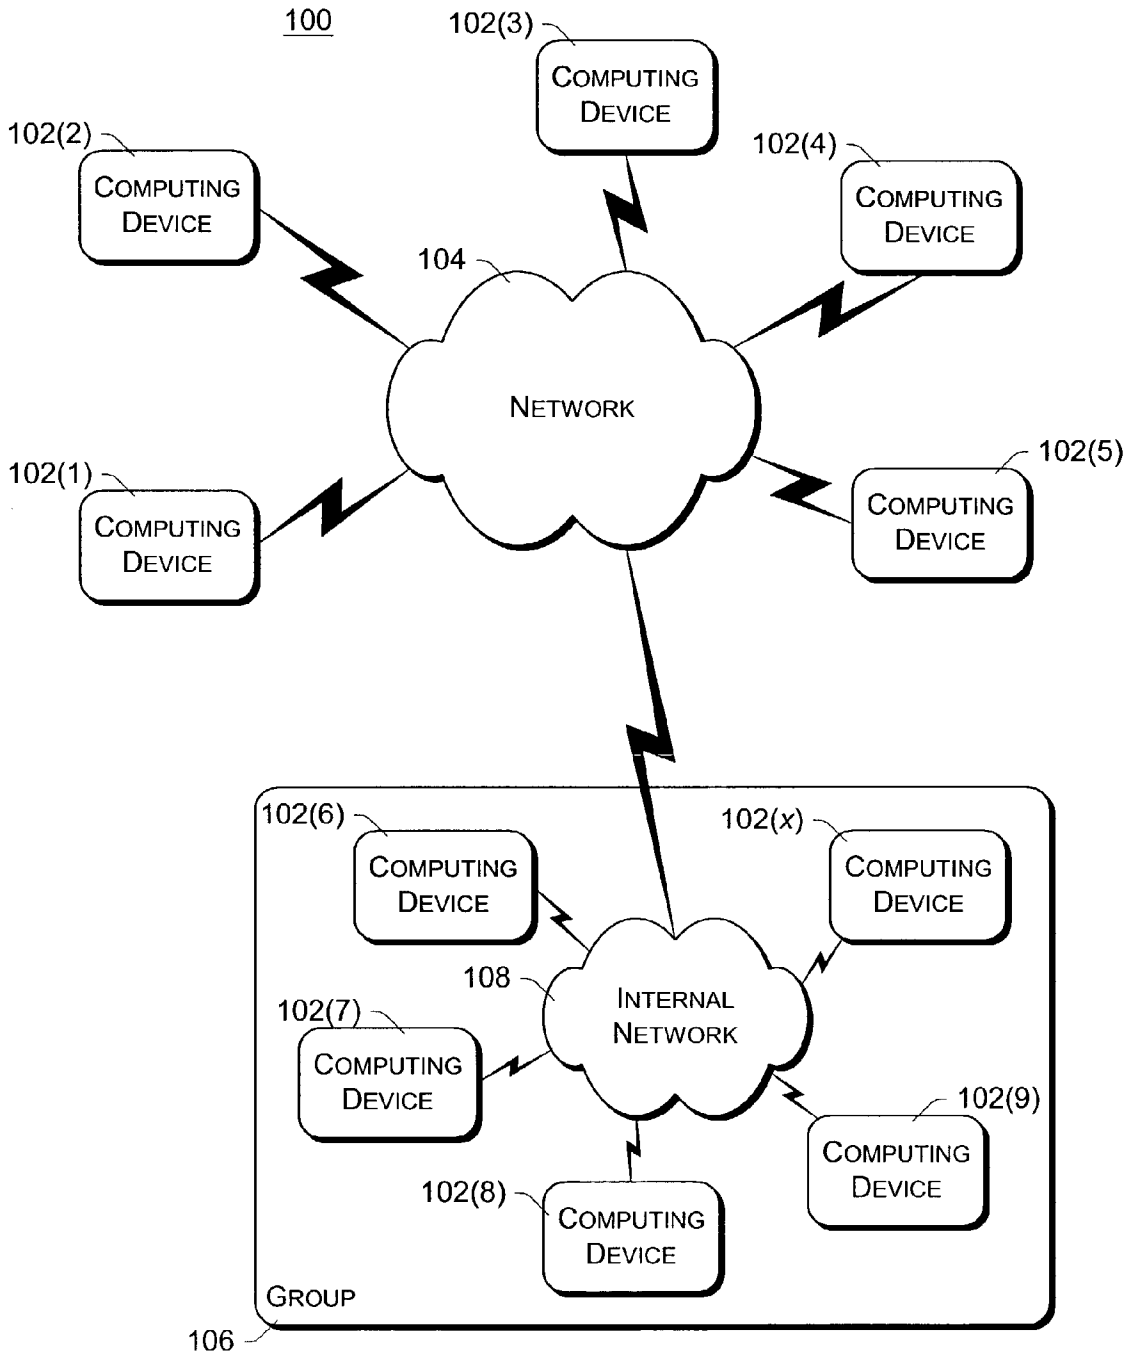 100
102(3)
COMPUTING
DEVICE
102(2)
COMPUTING
DEVICE
102(4)
COMPUTING
DEVICE
104
NETWORK
102(1)
COMPUTING
DEVICE
102(5)
COMPUTING
DEVICE
102(6)
COMPUTING
DEVICE
102(x)
COMPUTING
DEVICE
108
INTERNAL
NETWORK
102(7)
COMPUTING
DEVICE
102(9)
COMPUTING
DEVICE
102(8)
COMPUTING
DEVICE
GROUP
106